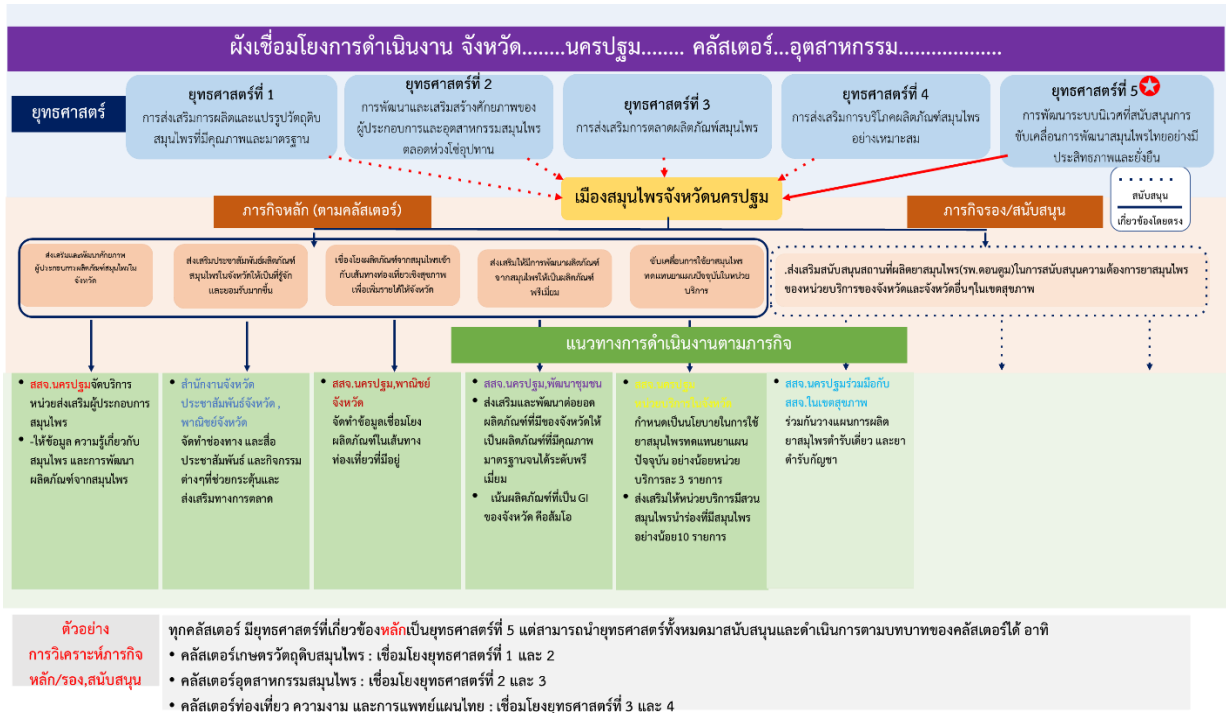 ผังเชื่อมโยงการดำเนินงาน จังหวัด........นครปฐม........ คลัสเตอร์...อุตสาหกรรม...................
ยุทธศาสตร์
ยุทธศาสตร์ที่ 1
การส่งเสริมการผลิตและแปรรูปวัตถุดิบ
สมุนไพรที่มีคุณภาพและมาตรฐาน
ยุทธศาสตร์ที่ 2
การพัฒนาและเสริมสร้างศักยภาพของ
ผู้ประกอบการและอุตสาหกรรมสมุนไพร
ตลอดห่วงโซ่อุปทาน
ยุทธศาสตร์ที่ 3
การส่งเสริมการตลาดผลิตภัณฑ์สมุนไพร
ยุทธศาสตร์ที่ 4
การส่งเสริมการบริโภคผลิตภัณฑ์สมุนไพร
อย่างเหมาะสม
ยุทธศาสตร์ที่ 5
การพัฒนาระบบนิเวศที่สนับสนุนการ
ขับเคลื่อนการพัฒนาสมุนไพรไทยอย่างมี
ประสิทธิภาพและยั่งยืน
สนับสนุน
เกี่ยวข้องโดยตรง
เมืองสมุนไพรจังหวัดนครปฐม
ภารกิจหลัก (ตามคลัสเตอร์)
ภารกิจรอง/สนับสนุน
ส่งเสริมและพัฒนาศักยภาพ
ผู้ประกอบการผลิตภัณฑ์สมุนไพรใน
จังหวัด
ส่งเสริมประชาสัมพันธ์ผลิตภัณฑ์
สมุนไพรในจังหวัดให้เป็นที่รู้จัก
และยอมรับมากขึ้น
เชื่องโยงผลิตภัณฑ์จากสมุนไพรเข้า
กับเส้นทางท่องเที่ยวเชิงสุขภาพ
เพื่อเพิ่มรายได้ให้จังหวัด
ส่งเสริมให้มีการพัฒนาผลิตภัณฑ์
จากสมุนไพรให้เป็นผลิตภัณฑ์
พรีเมี่ยม
ขับเคลื่อนการใช้ยาสมุนไพร
ทดแทนยาแผนปัจจุบันในหน่วย
บริการ
.ส่งเสริมสนับสนุนสถานที่ผลิตยาสมุนไพร(รพ.ดอนตูม)ในการสนับสนุนความต้องการยาสมุนไพร
ของหน่วยบริการของจังหวัดและจังหวัดอื่นๆในเขตสุขภาพ
แนวทางการดำเนินงานตามภารกิจ
• สสจ.นครปฐมจัดบริการ
หน่วยส่งเสริมผู้ประกอบการ
สมุนไพร
• -ให้ข้อมูล ความรู้เกี่ยวกับ
สมุนไพร และการพัฒนา
ผลิตภัณฑ์จากสมุนไพร
• สำนักงานจังหวัด
ประชาสัมพันธ์จังหวัด ,
พาณิชย์จังหวัด
จัดทำช่องทาง และสื่อ
ประชาสัมพันธ์ และกิจกรรม
ต่างๆที่ช่วยกระตุ้นและ
ส่งเสริมทางการตลาด
• สสจ.นครปฐม,พาณิชย์
จังหวัด
จัดทำข้อมูลเชื่อมโยง
ผลิตภัณฑ์ในเส้นทาง
ท่องเที่ยวที่มีอยู่
• สสจ.นครปฐม,พัฒนาชุมชน
• ส่งเสริมและพัฒนาต่อยอด
ผลิตภัณฑ์ที่มีของจังหวัดให้
เป็นผลิตภัณฑ์ที่มีคุณภาพ
มาตรฐานจนได้ระดับพรี
เมี่ยม
• เน้นผลิตภัณฑ์ที่เป็น GI
ของจังหวัด คือส้มโอ
• สสจ.นครปฐม
หน่วยบริการในจังหวัด
กำหนดเป็นนโยบายในการใช้
ยาสมุนไพรทดแทนยาแผน
ปัจจุบัน อย่างน้อยหน่วย
บริการละ 3 รายการ
• ส่งเสริมให้หน่วยบริการมีสวน
สมุนไพรนำร่องที่มีสมุนไพร
อย่างน้อย10 รายการ
• สสจ.นครปฐมร่วมมือกับ
สสจ.ในเขตสุขภาพ
ร่วมกันวางแผนการผลิต
ยาสมุไพรตำรับเดี่ยว และยา
ตำรับกัญชา
ตัวอย่าง
การวิเคราะห์ภารกิจ
หลัก/รอง,สนับสนุน
ทุกคลัสเตอร์ มียุทธศาสตร์ที่เกี่ยวข้องหลักเป็นยุทธศาสตร์ที่ 5 แต่สามารถนำยุทธศาสตร์ทั้งหมดมาสนับสนุนและดำเนินการตามบทบาทของคลัสเตอร์ได้ อาทิ
• คลัสเตอร์เกษตรวัตถุดิบสมุนไพร : เชื่อมโยงยุทธศาสตร์ที่ 1 และ 2
• คลัสเตอร์อุตสาหกรรมสมุนไพร : เชื่อมโยงยุทธศาสตร์ที่ 2 และ 3
• คลัสเตอร์ท่องเที่ยว ความงาม และการแพทย์แผนไทย : เชื่อมโยงยุทธศาสตร์ที่ 3 และ 4